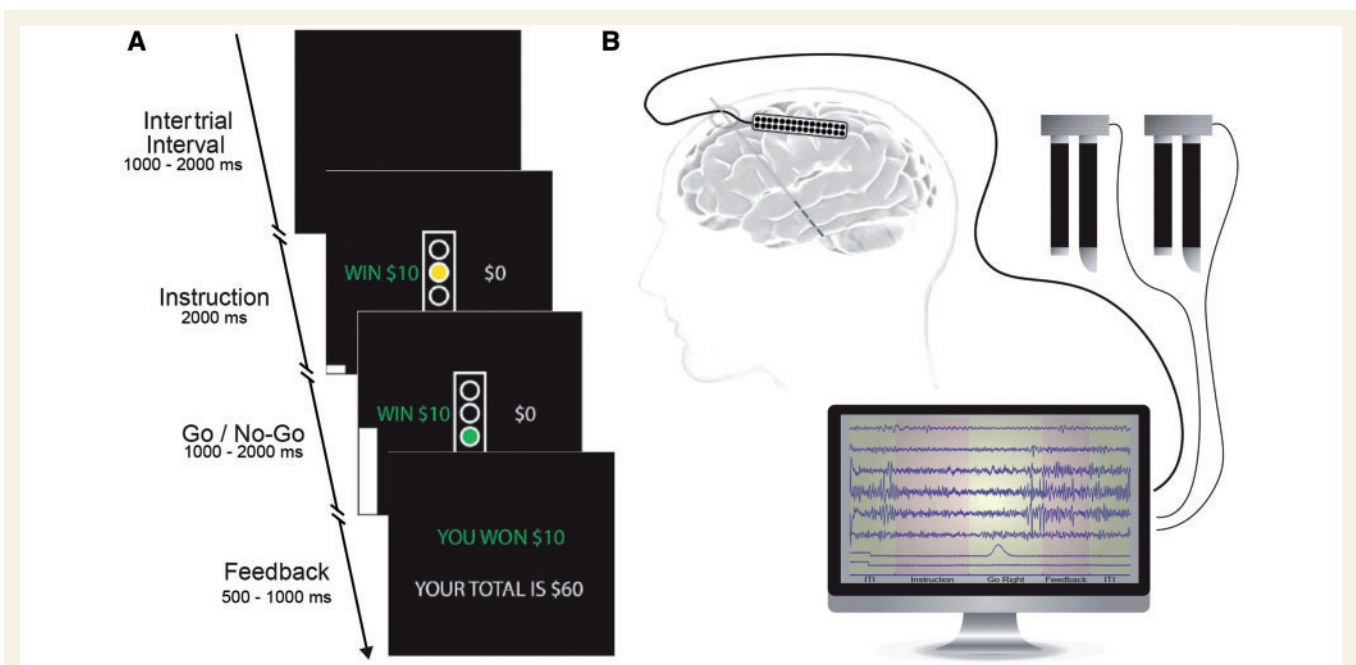 A
Intertrial
Interval
1000 - 2000 ms
WIN $10 $0
Instruction
2000 ms
WIN $10 $0
Go / No-Go
1000 - 2000 ms
YOU WON $10
YOUR TOTAL IS $60
Feedback
500 - 1000 ms
B
ITI Instruction Go Right Feedback ITI